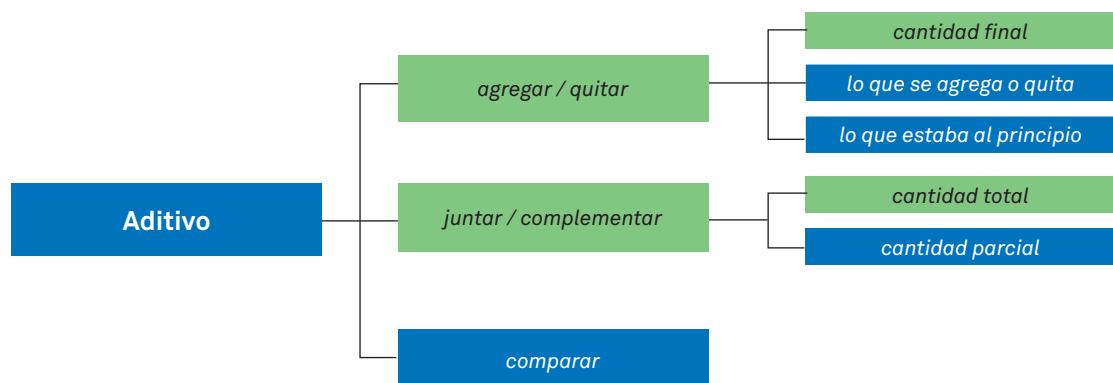 Aditivo
agregar / quitar
cantidad final
lo que se agrega o quita
lo que estaba al principio
juntar / complementar
cantidad total
cantidad parcial
comparar